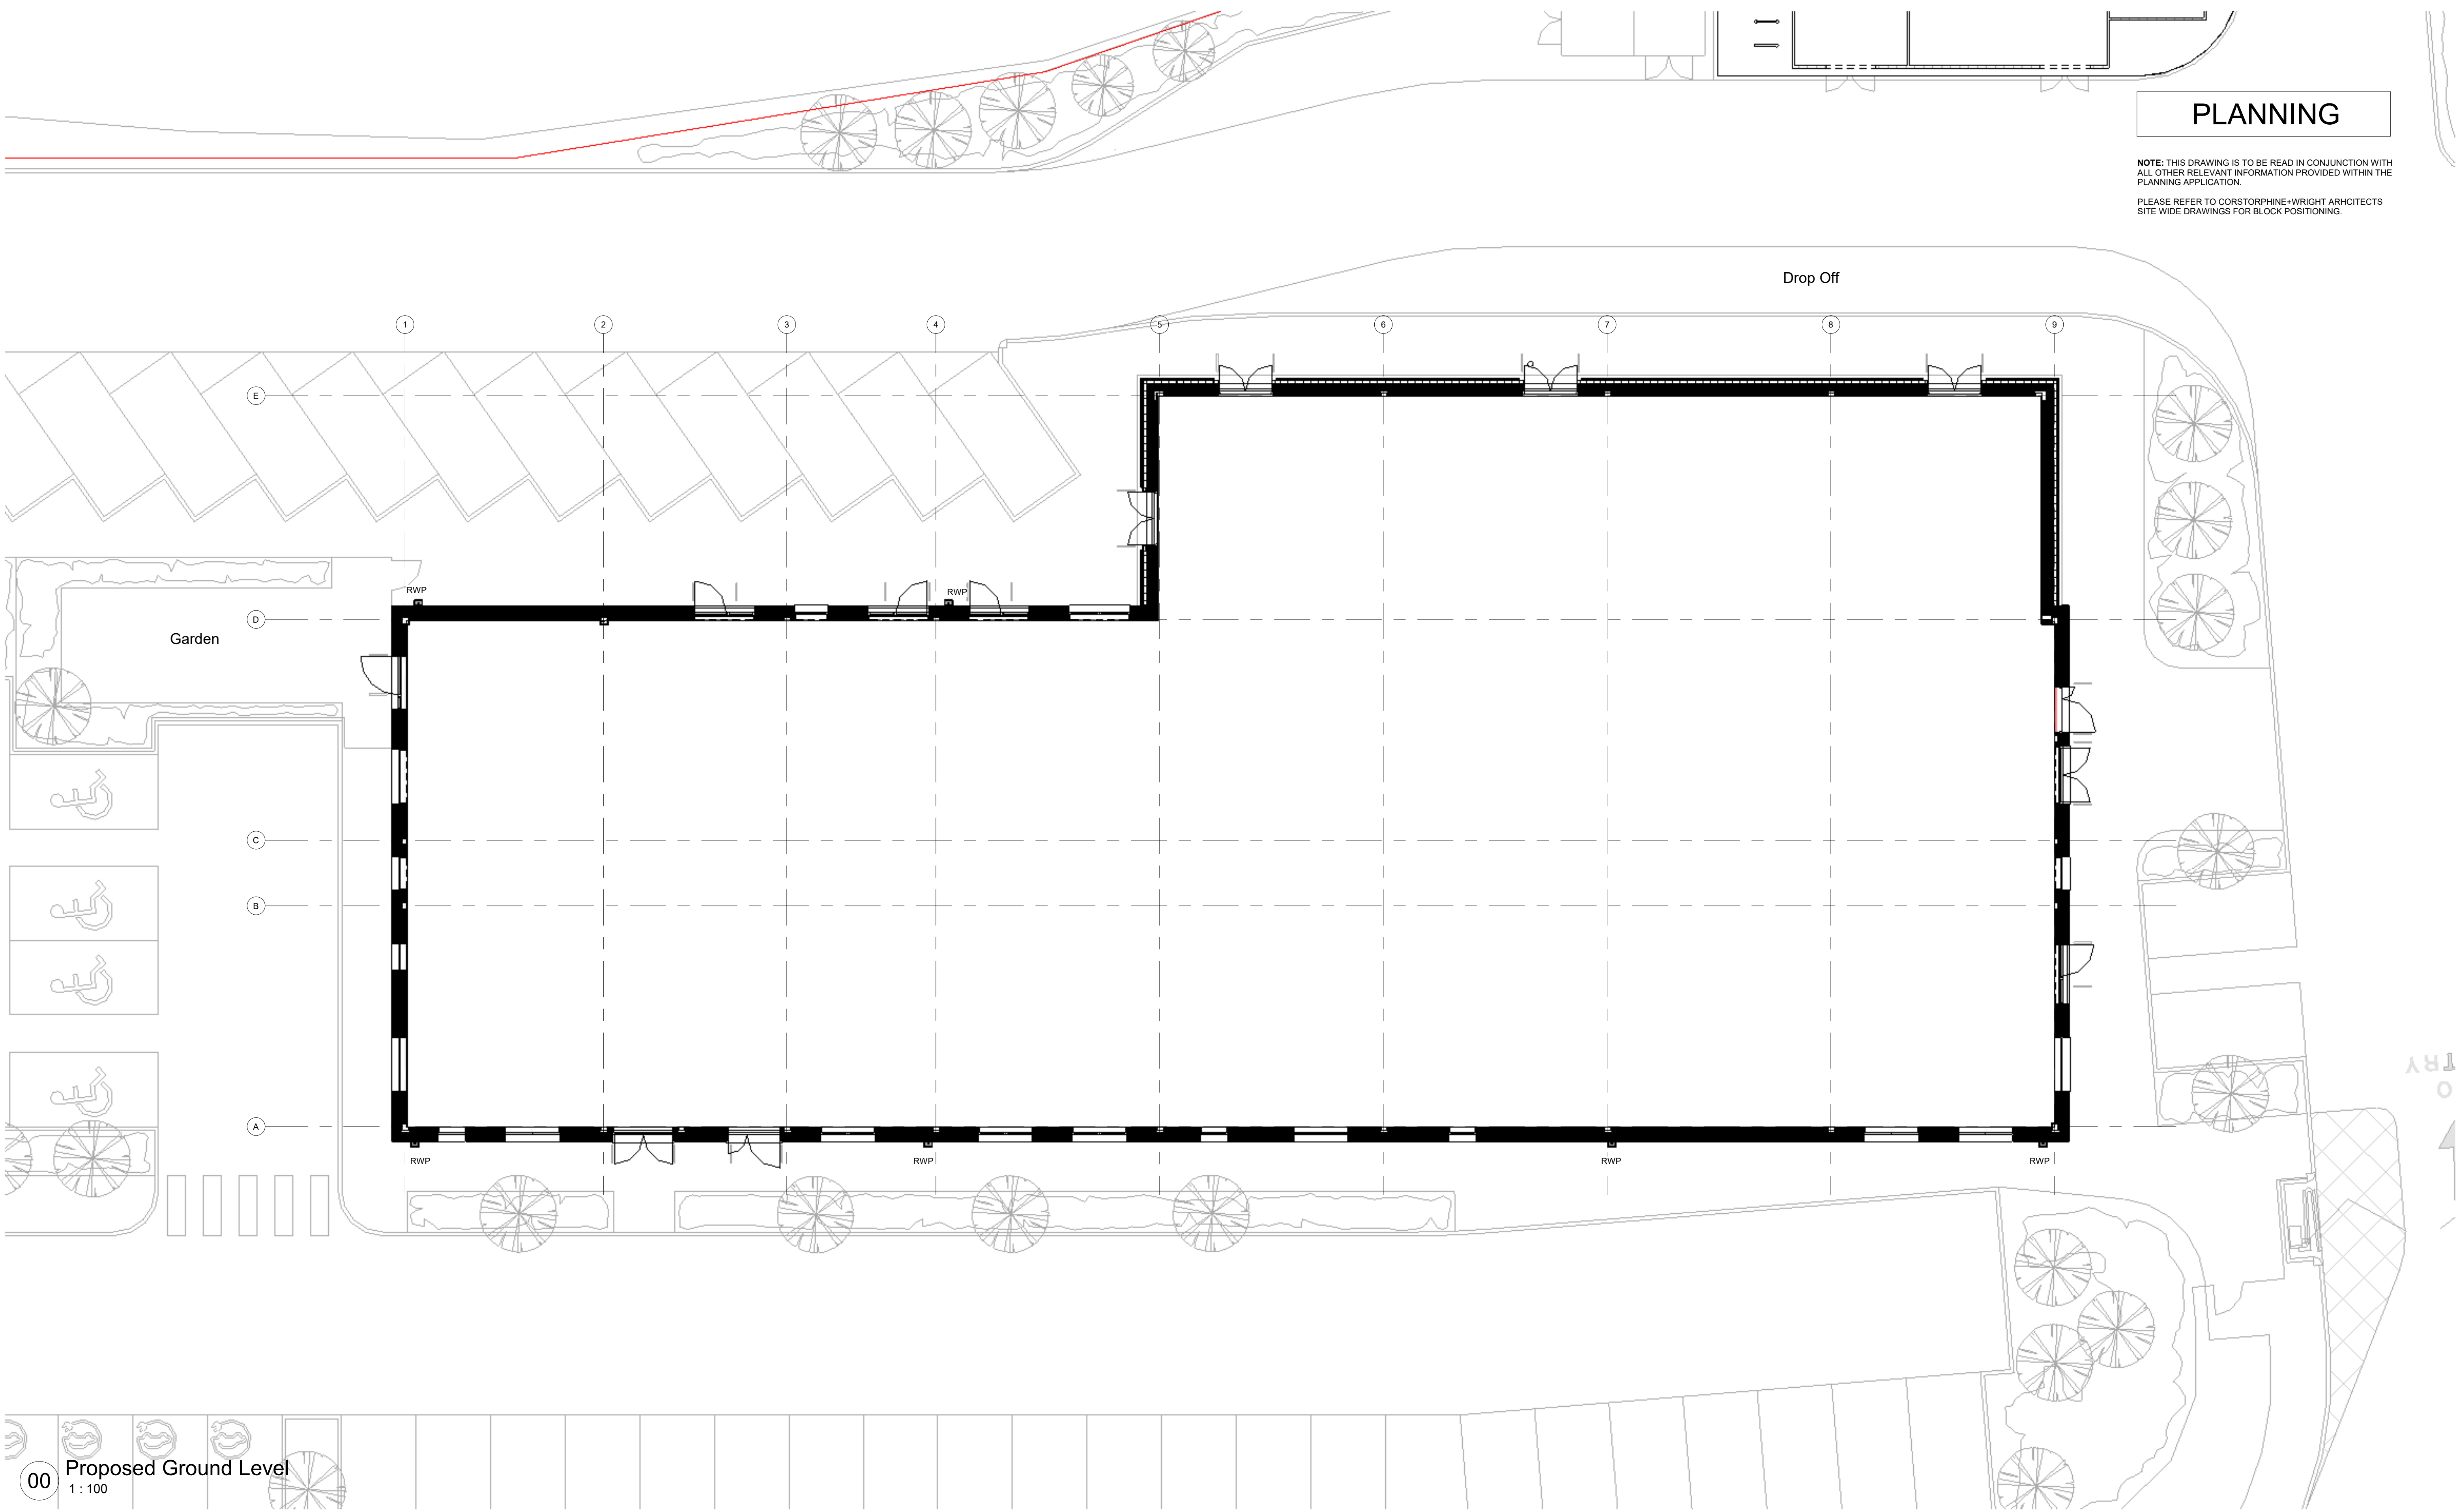 PLANNING
NOTE: THIS DRAWING IS TO BE READ IN CONJUNCTION WITH
ALL OTHER RELEVANT INFORMATION PROVIDED WITHIN THE
PLANNING APPLICATION.
PLEASE REFER TO CORSTORPHINE+WRIGHT ARHCITECTS
SITE WIDE DRAWINGS FOR BLOCK POSITIONING.
Drop Off
1 2 3 4 5 6 7 8 9
E
RWP RWP
D
Garden
C
B
A
RWP RWP RWP RWP
00 Proposed Ground Level
1 : 100